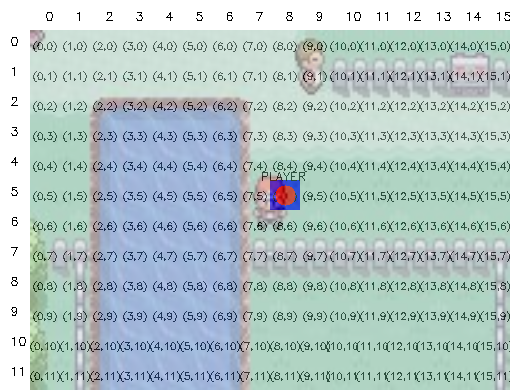 0 1 2 3 4 5 6 7 8 9 10 11 12 13 14 15
0 (0,0) (1,0) (2,0) (3,0) (4,0) (5,0) (6,0) (7,0) (8,0) (9,0) (10,0) (11,0) (12,0) (13,0) (14,0) (15,0)
1 (0,1) (1,1) (2,1) (3,1) (4,1) (5,1) (6,1) (7,1) (8,1) (9,1) (10,1) (11,1) (12,1) (13,1) (14,1) (15,1)
2 (0,2) (1,2) (2,2) (3,2) (4,2) (5,2) (6,2) (7,2) (8,2) (9,2) (10,2) (11,2) (12,2) (13,2) (14,2) (15,2)
3 (0,3) (1,3) (2,3) (3,3) (4,3) (5,3) (6,3) (7,3) (8,3) (9,3) (10,3) (11,3) (12,3) (13,3) (14,3) (15,3)
4 (0,4) (1,4) (2,4) (3,4) (4,4) (5,4) (6,4) (7,4) (8,4) (9,4) (10,4) (11,4) (12,4) (13,4) (14,4) (15,4)
PLAYER
5 (0,5) (1,5) (2,5) (3,5) (4,5) (5,5) (6,5) (7,5) (9,5) (10,5) (11,5) (12,5) (13,5) (14,5) (15,5)
6 (0,6) (1,6) (2,6) (3,6) (4,6) (5,6) (6,6) (7,6) (8,6) (9,6) (10,6) (11,6) (12,6) (13,6) (14,6) (15,6)
7 (0,7) (1,7) (2,7) (3,7) (4,7) (5,7) (6,7) (7,7) (8,7) (9,7) (10,7) (11,7) (12,7) (13,7) (14,7) (15,7)
8 (0,8) (1,8) (2,8) (3,8) (4,8) (5,8) (6,8) (7,8) (8,8) (9,8) (10,8) (11,8) (12,8) (13,8) (14,8) (15,8)
9 (0,9) (1,9) (2,9) (3,9) (4,9) (5,9) (6,9) (7,9) (8,9) (9,9) (10,9) (11,9) (12,9) (13,9) (14,9) (15,9)
10 (0,10) (1,10) (2,10) (3,10) (4,10) (5,10) (6,10) (7,10) (8,10) (9,10) (10,10) (11,10) (12,10) (13,10) (14,10) (15,10)
11 (0,11) (1,11) (2,11) (3,11) (4,11) (5,11) (6,11) (7,11) (8,11) (9,11) (10,11) (11,11) (12,11) (13,11) (14,11) (15,11)